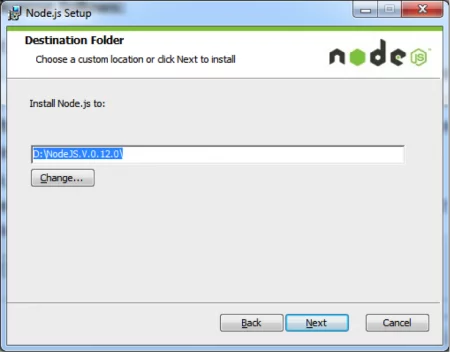 Node.js Setup
Destination Folder
Choose a custom location or click Next to install
node
JS
Install Node.js to:
D:\NodeJS.V.0.12.0\
Change...
Back
Next
Cancel